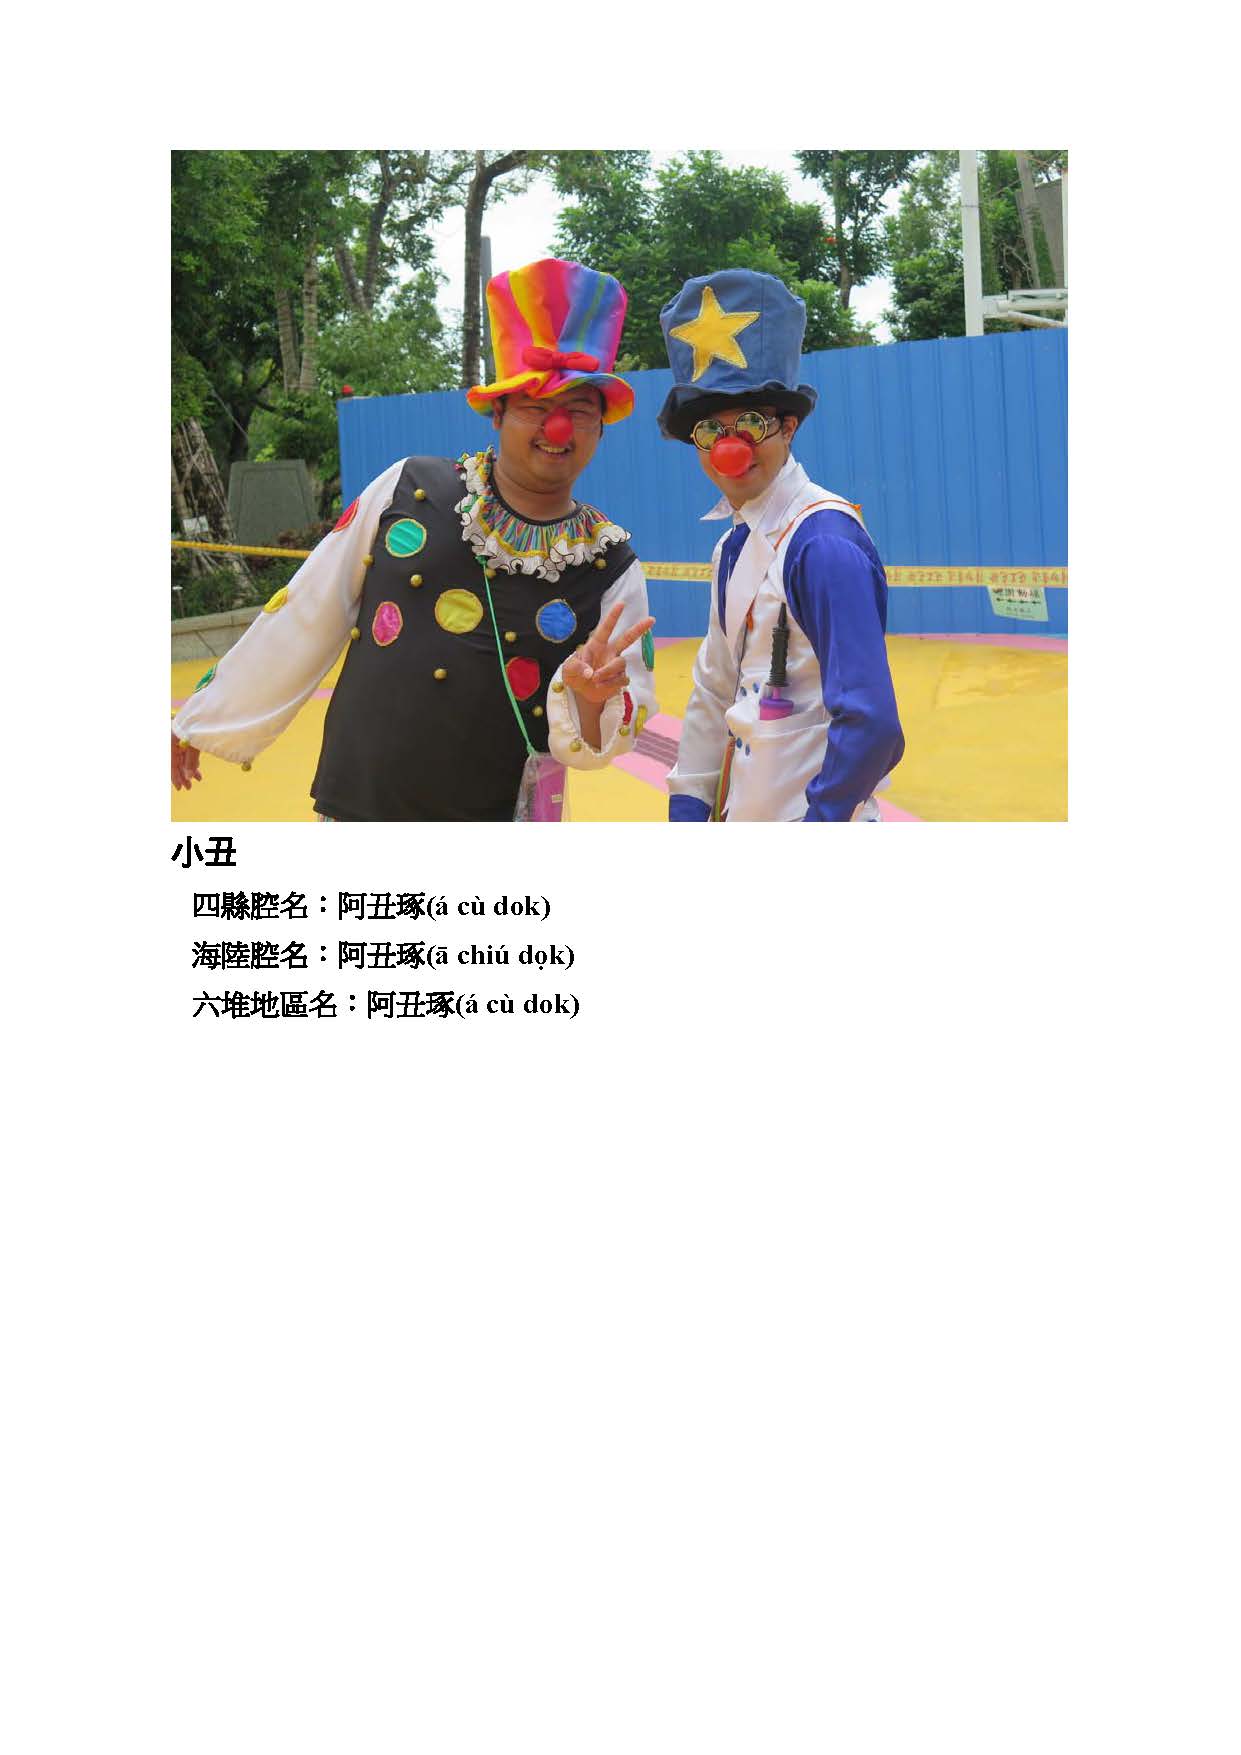 小丑
四縣腔名：阿丑琢(á cù dok)
海陸腔名：阿丑琢(ā chiú dọk)
六堆地區名：阿丑琢(á cù dok)